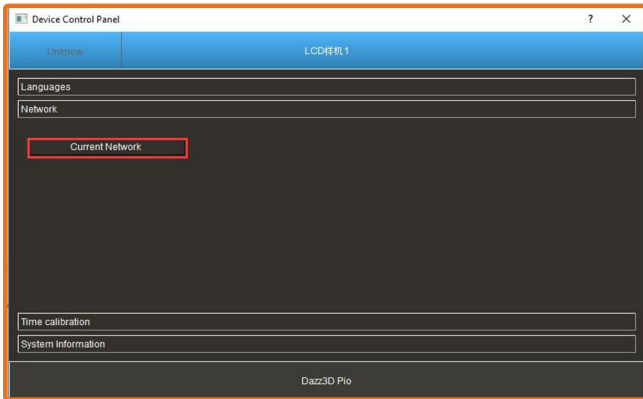 Device Control Panel
? ×
Unknow
LCD样机1
Languages
Network
Current Network
Time calibration
System Information
Dazz3D Pio